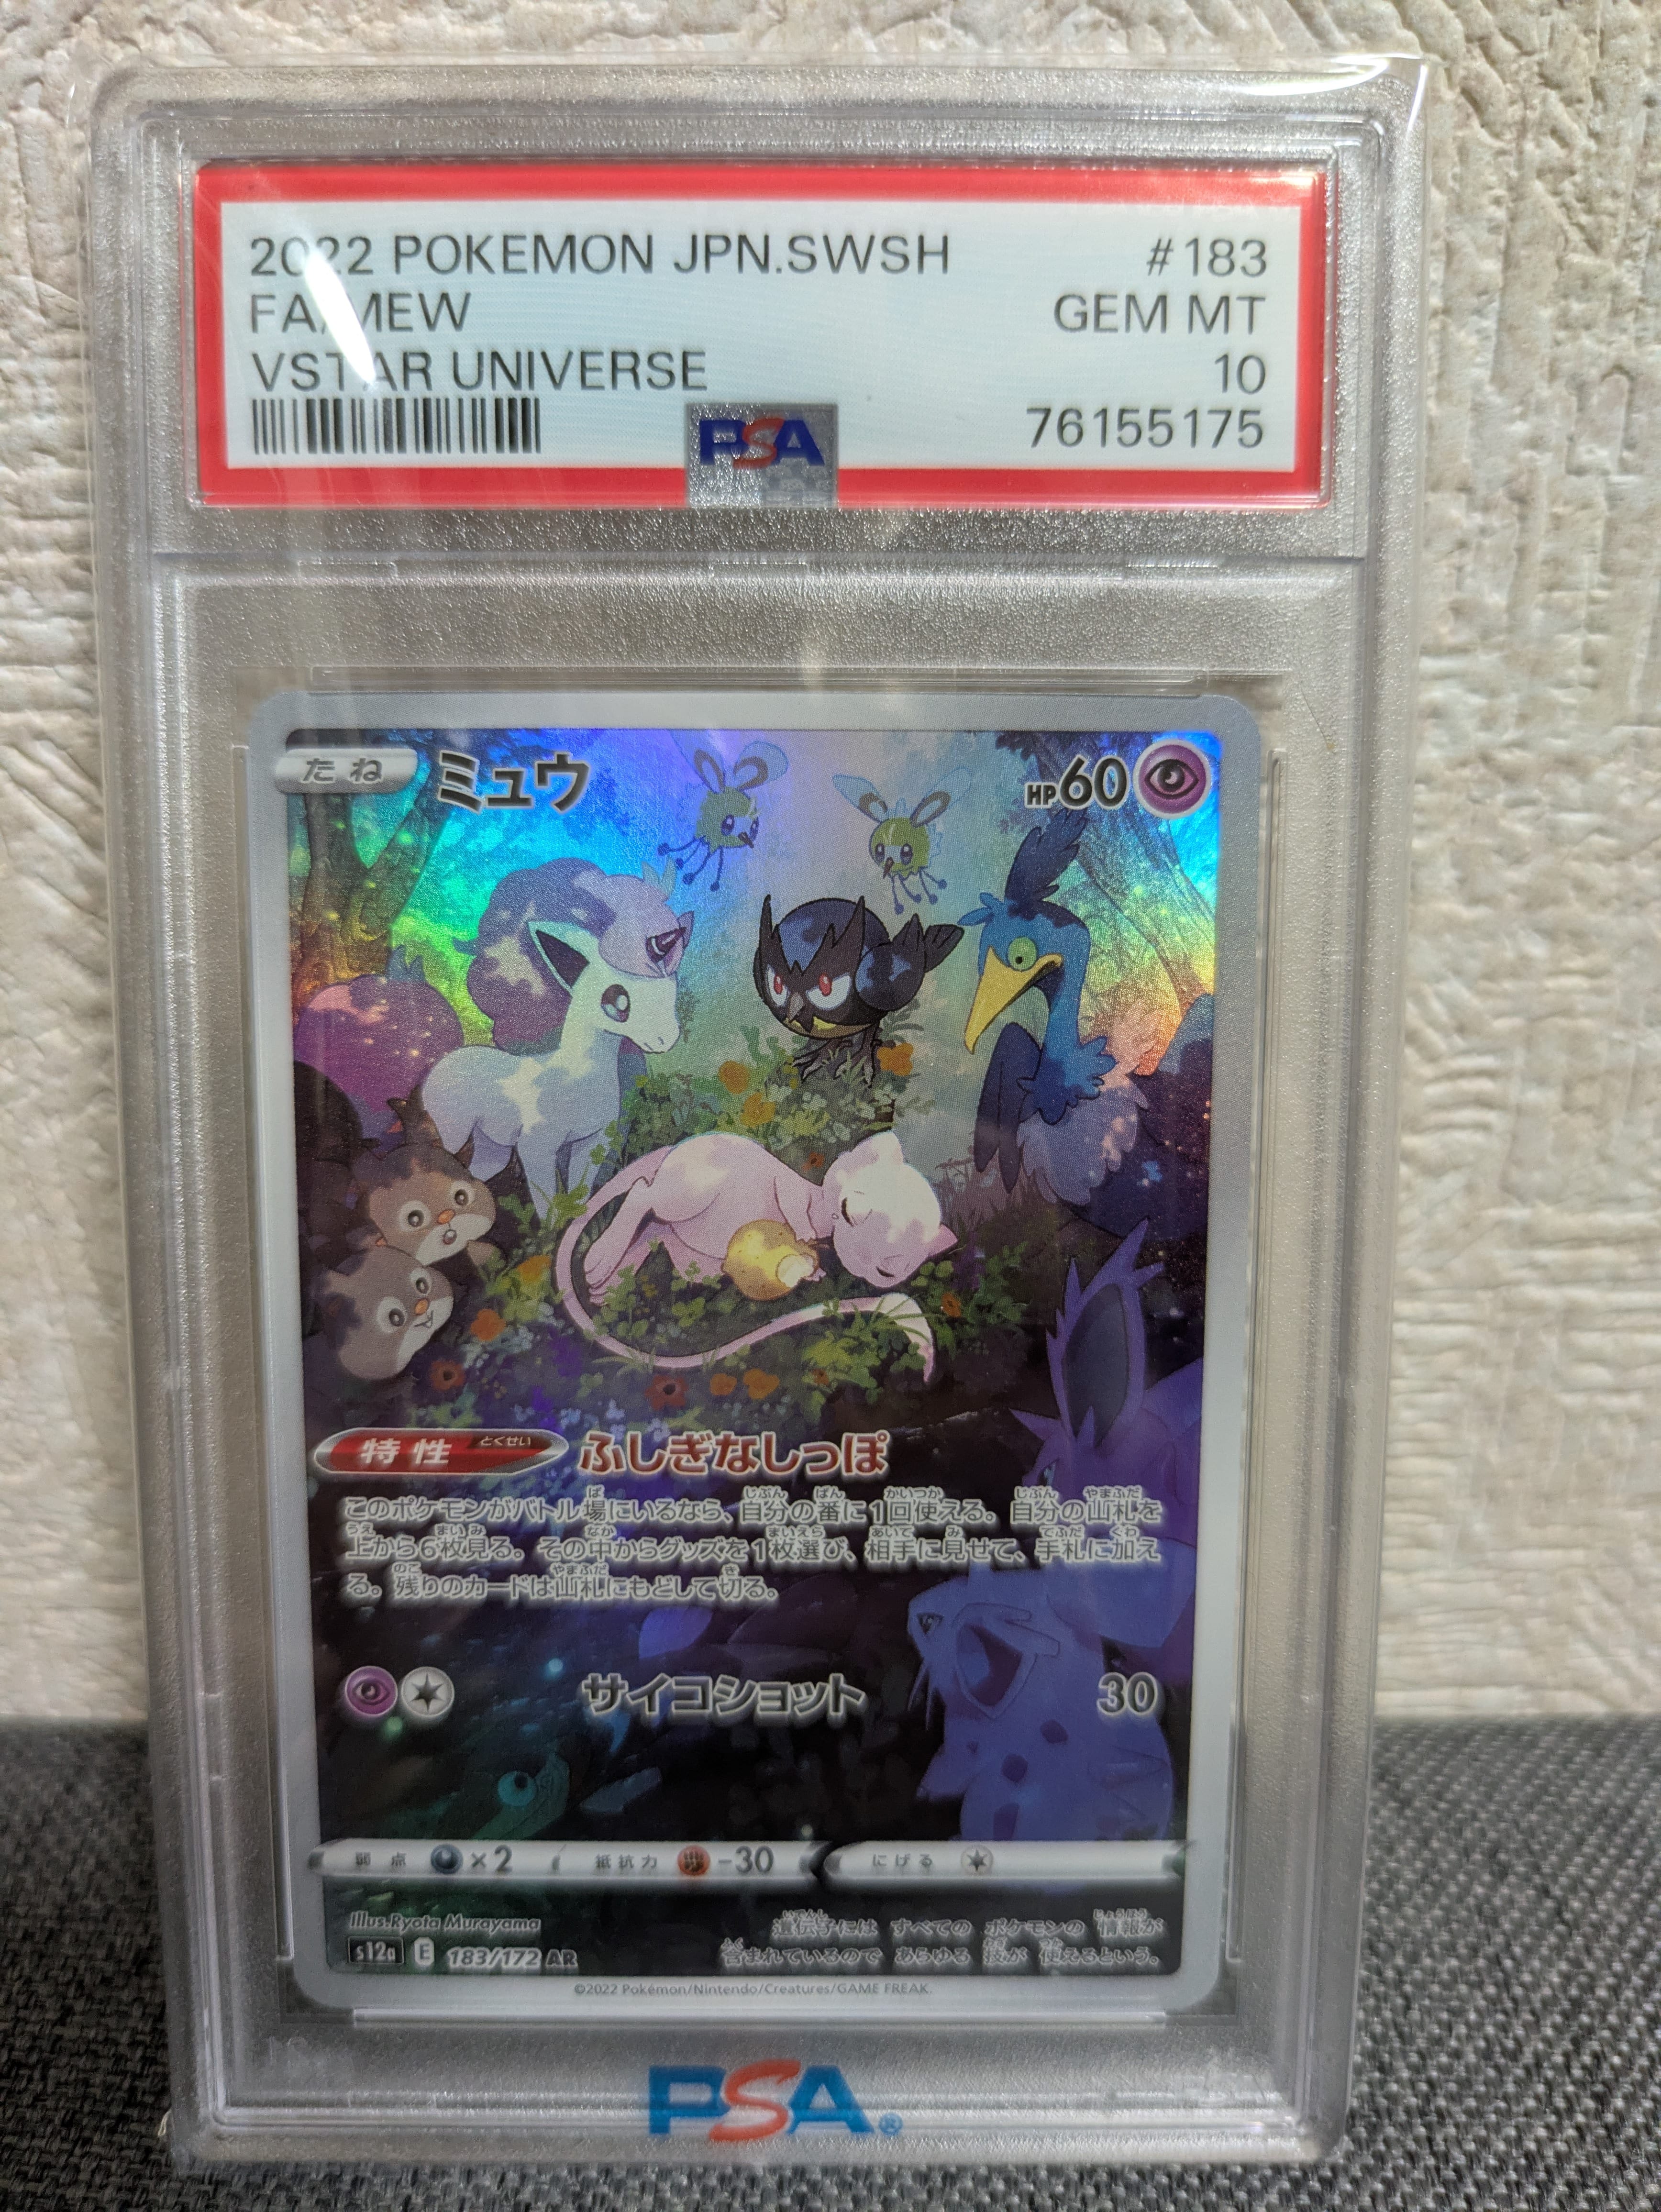 2022 POKEMON JPN.SWSH #183
FA/MEW GEM MT
VSTAR UNIVERSE 10
76155175
PSA
たね ミュウ HP60
特性 とくせい ふしぎなしっぽ
このポケモンがバトル場にいるなら、自分の番に1回使える。自分の山札を
上から6枚見る。その中からグッズを1枚選び、相手に見せて、手札に加え
る。残りのカードは山札にもどして切る。
サイコショット 30
弱点 ×2 抵抗力 -30 にげる
Illus.Ryota Murayama
s12a E 183/172 AR
遺伝子には すべての ポケモンの 情報が
含まれているので あらゆる 技が 使えるという。
©2022 Pokémon/Nintendo/Creatures/GAME FREAK.
PSA®